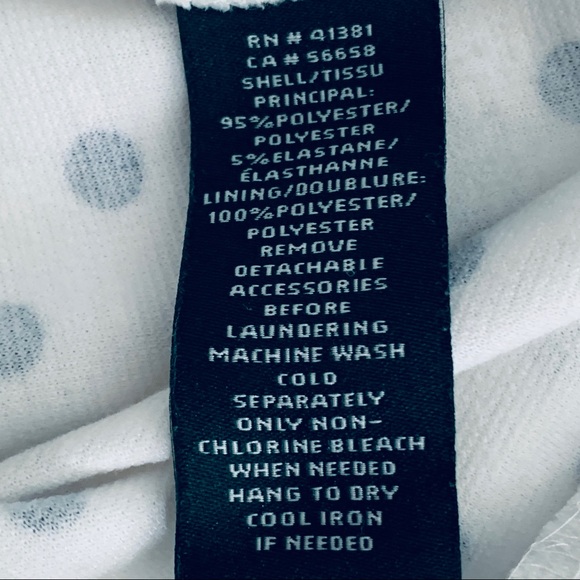 RN # 41381
CA # 56658
SHELL/TISSU
PRINCIPAL:
95%POLYESTER/
POLYESTER
5%ELASTANE/
ÉLASTHANNE
LINING/DOUBLURE:
100%POLYESTER/
POLYESTER
REMOVE
DETACHABLE
ACCESSORIES
BEFORE
LAUNDERING
MACHINE WASH
COLD
SEPARATELY
ONLY NON-
CHLORINE BLEACH
WHEN NEEDED
HANG TO DRY
COOL IRON
IF NEEDED